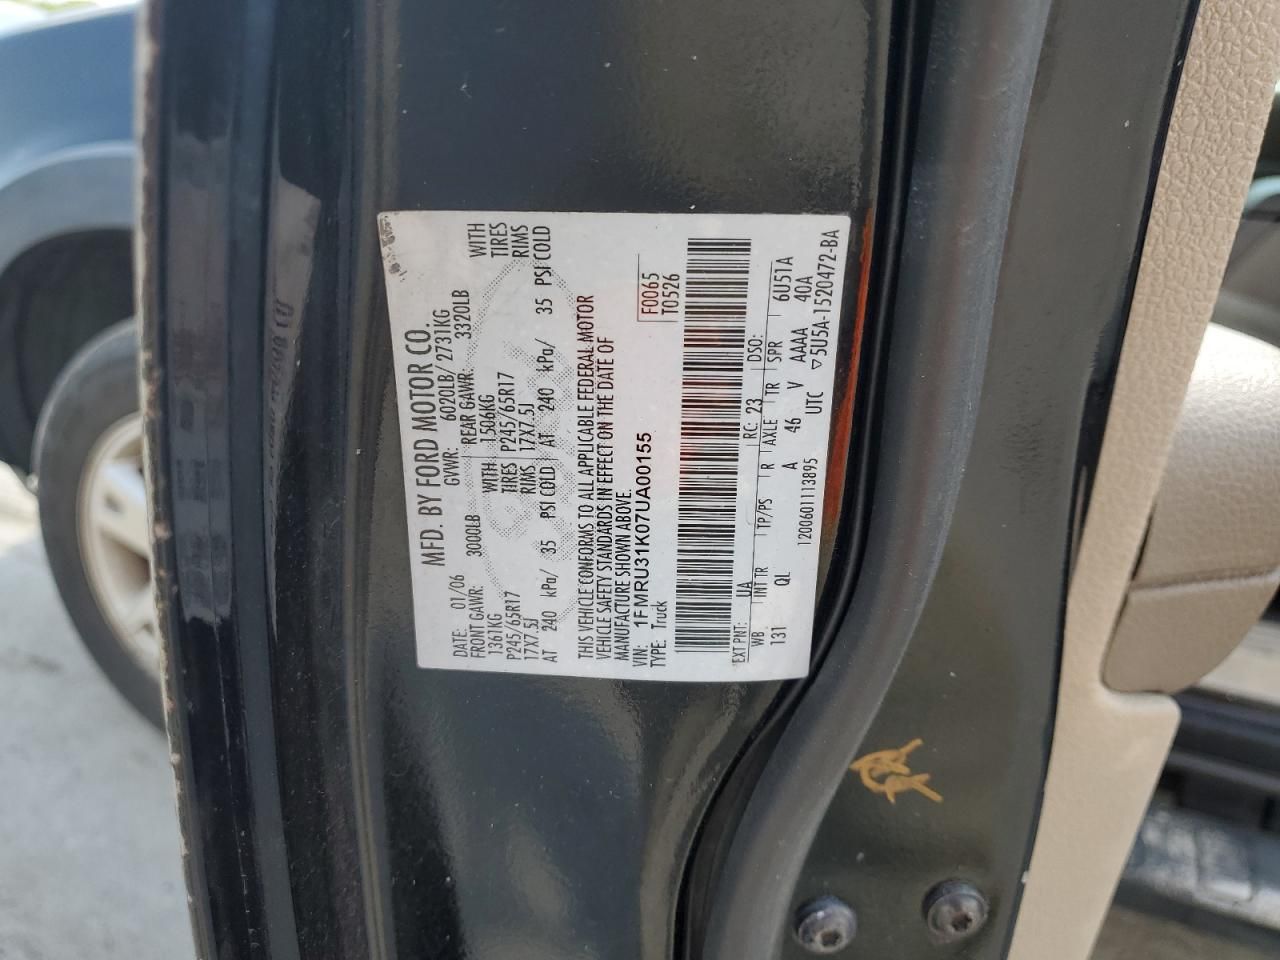 MFD. BY FORD MOTOR CO.
DATE: 01/06 GVWR: 6020LB/ 2731KG
FRONT GAWR: 3000LB REAR GAWR: 3320LB
1361KG WITH 1506KG WITH
P245/65R17 TIRES P245/65R17 TIRES
17X7.5J RIMS 17X7.5J RIMS
AT 240 kPa/ 35 PSI COLD AT 240 kPa/ 35 PSI COLD
THIS VEHICLE CONFORMS TO ALL APPLICABLE FEDERAL MOTOR
VEHICLE SAFETY STANDARDS IN EFFECT ON THE DATE OF
MANUFACTURE SHOWN ABOVE.
VIN: 1FMRU31K07UA00155 F0065
TYPE: Truck T0526
EXT PNT: UA RC: 23 DSO:
WB INT TR TP/PS R AXLE TR SPR 6U51A
131 QL A 46 V AAAA 40A
1200601113895 UTC ▽5U5A-1520472-BA